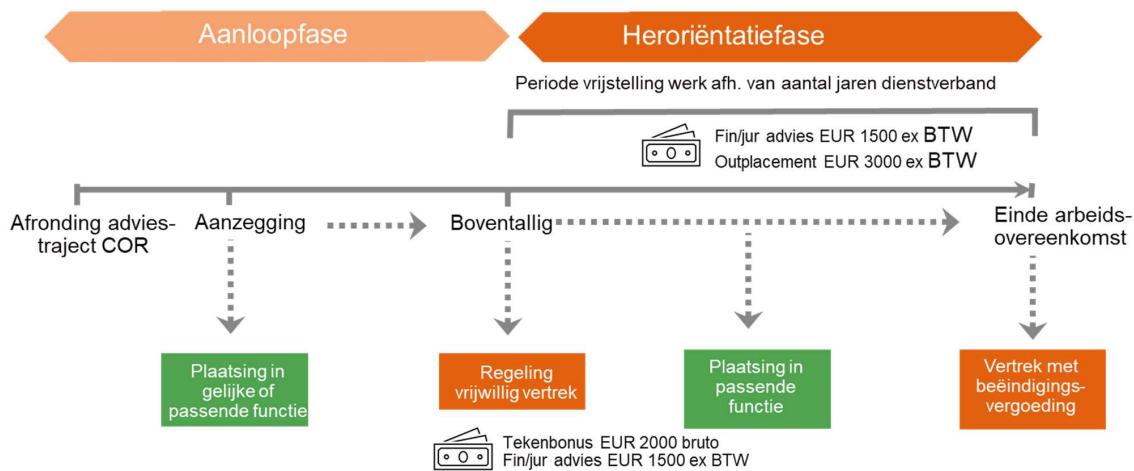 Aanloopfase
Heroriëntatiefase
Periode vrijstelling werk afh. van aantal jaren dienstverband
Fin/jur advies EUR 1500 ex BTW
Outplacement EUR 3000 ex BTW
Afronding advies-
traject COR
Aanzegging
Boventallig
Einde arbeids-
overeenkomst
Plaatsing in
gelijke of
passende functie
Regeling
vrijwillig vertrek
Plaatsing in
passende
functie
Vertrek met
beëindigings-
vergoeding
Tekenbonus EUR 2000 bruto
Fin/jur advies EUR 1500 ex BTW